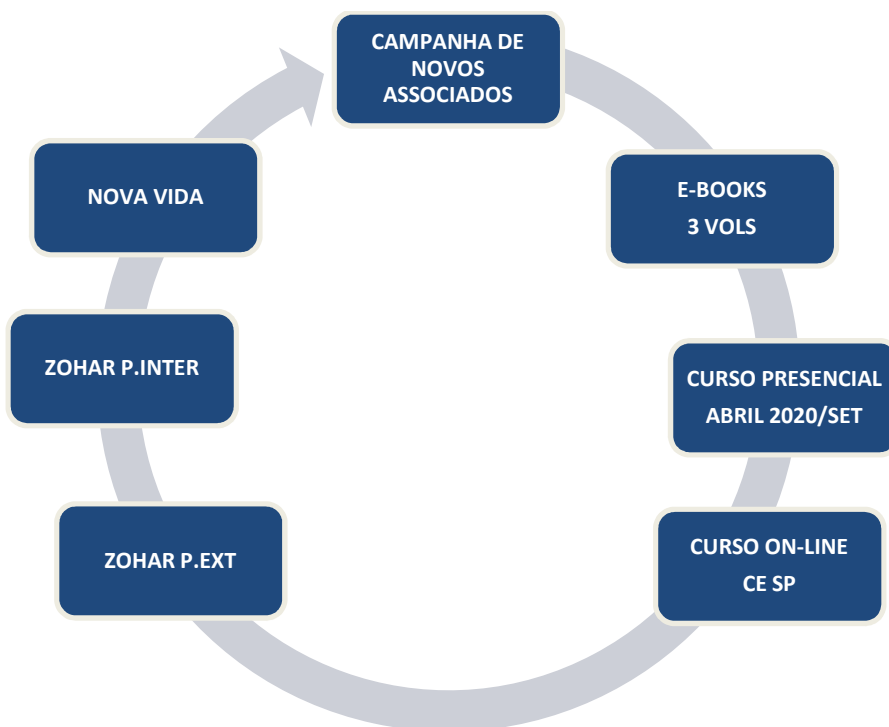 CAMPANHA DE
NOVOS
ASSOCIADOS
E-BOOKS
3 VOLS
CURSO PRESENCIAL
ABRIL 2020/SET
CURSO ON-LINE
CE SP
ZOHAR P.EXT
ZOHAR P.INTER
NOVA VIDA